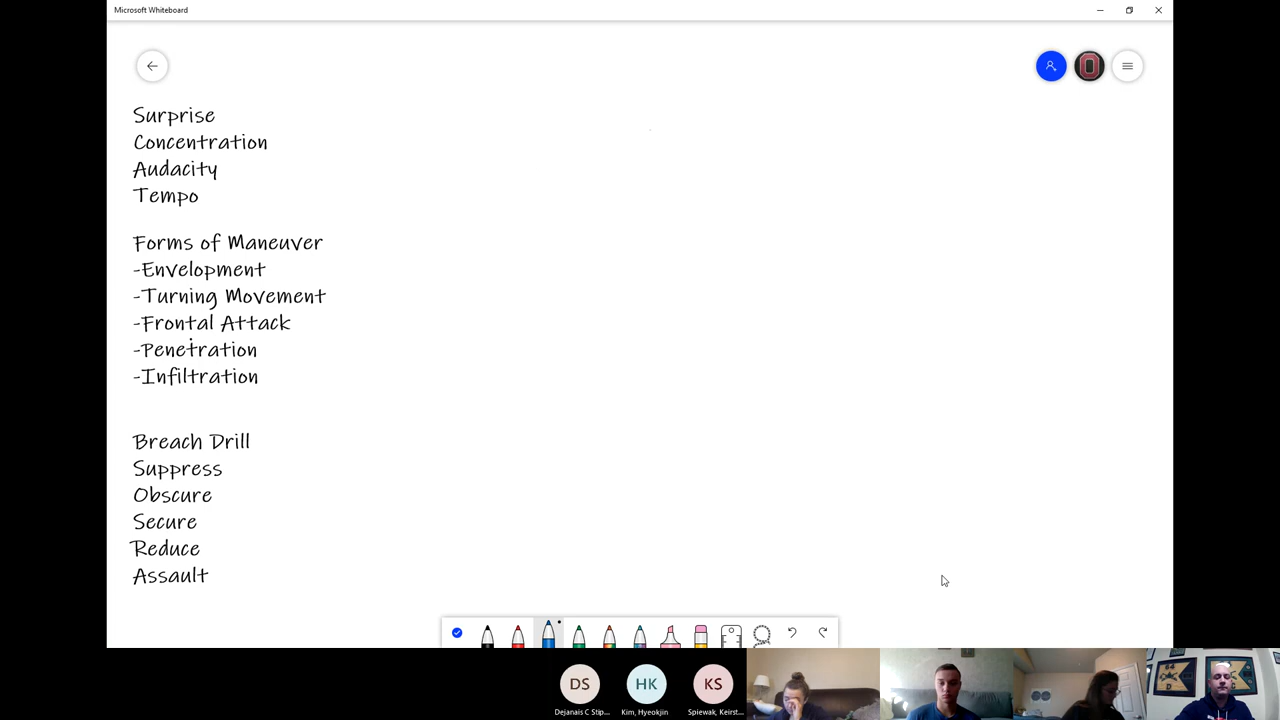 Microsoft Whiteboard
Surprise
Concentration
Audacity
Tempo
Forms of Maneuver
-Envelopment
-Turning Movement
-Frontal Attack
-Penetration
-Infiltration
Breach Drill
Suppress
Obscure
Secure
Reduce
Assault
DS
HK
KS
Dejanais C Stip...
Kim, Hyeokjin
Spiewak, Keirst...